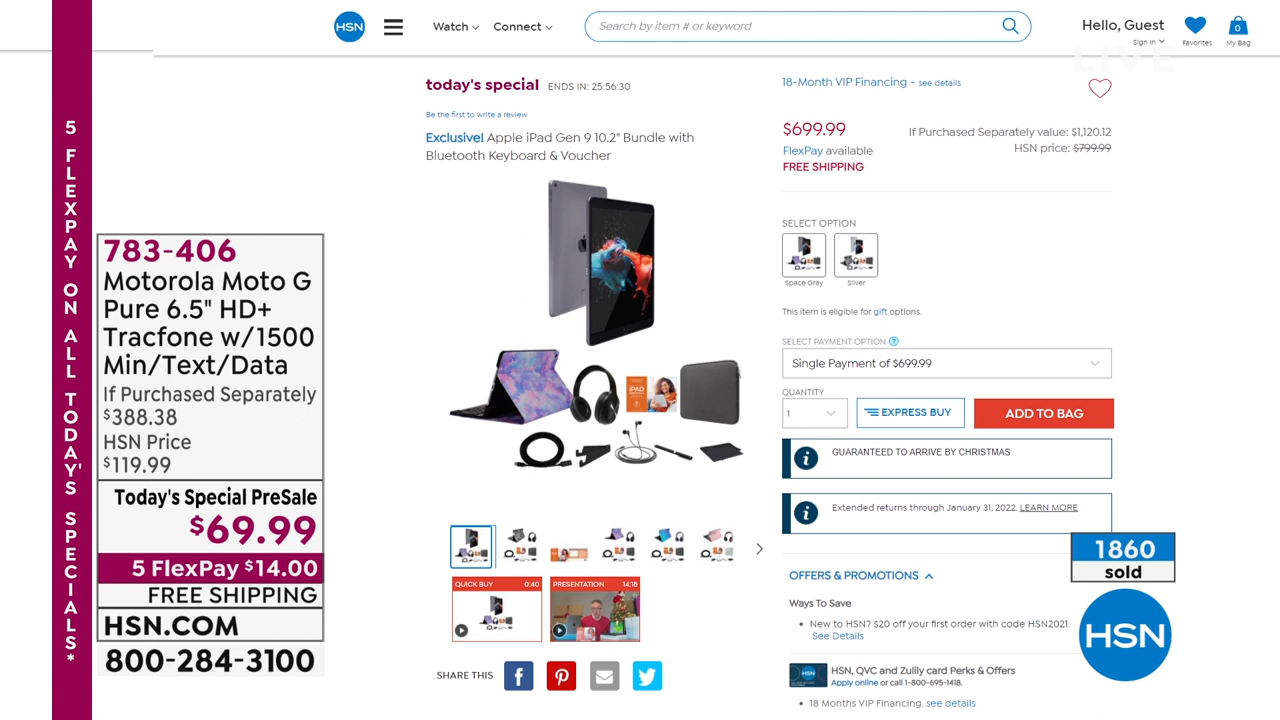 HSN
Watch
Connect
Search by item # or keyword
Hello, Guest
Sign In
Favorites
0
My Bag
LIVE
5 FLEXPAY ON ALL TODAY'S SPECIALS*
783-406
Motorola Moto G
Pure 6.5" HD+
Tracfone w/1500
Min/Text/Data
If Purchased Separately
$388.38
HSN Price
$119.99
Today's Special PreSale
$69.99
5 FlexPay $14.00
FREE SHIPPING
HSN.COM
800-284-3100
today's special ENDS IN: 25:56:30
Be the first to write a review
Exclusive! Apple iPad Gen 9 10.2" Bundle with
Bluetooth Keyboard & Voucher
iPAD
QUICK BUY 0:40
PRESENTATION 14:16
SHARE THIS
18-Month VIP Financing - see details
$699.99
If Purchased Separately value: $1,120.12
FlexPay available
HSN price: $799.99
FREE SHIPPING
SELECT OPTION
Space Gray
Silver
This item is eligible for gift options.
SELECT PAYMENT OPTION ?
Single Payment of $699.99
QUANTITY
1
EXPRESS BUY
ADD TO BAG
GUARANTEED TO ARRIVE BY CHRISTMAS
Extended returns through January 31, 2022. LEARN MORE
1860
sold
OFFERS & PROMOTIONS
Ways To Save
New to HSN? $20 off your first order with code HSN2021.
See Details
HSN
HSN
HSN, QVC and Zulily card Perks & Offers
Apply online or call 1-800-695-1418.
18 Months VIP Financing. see details